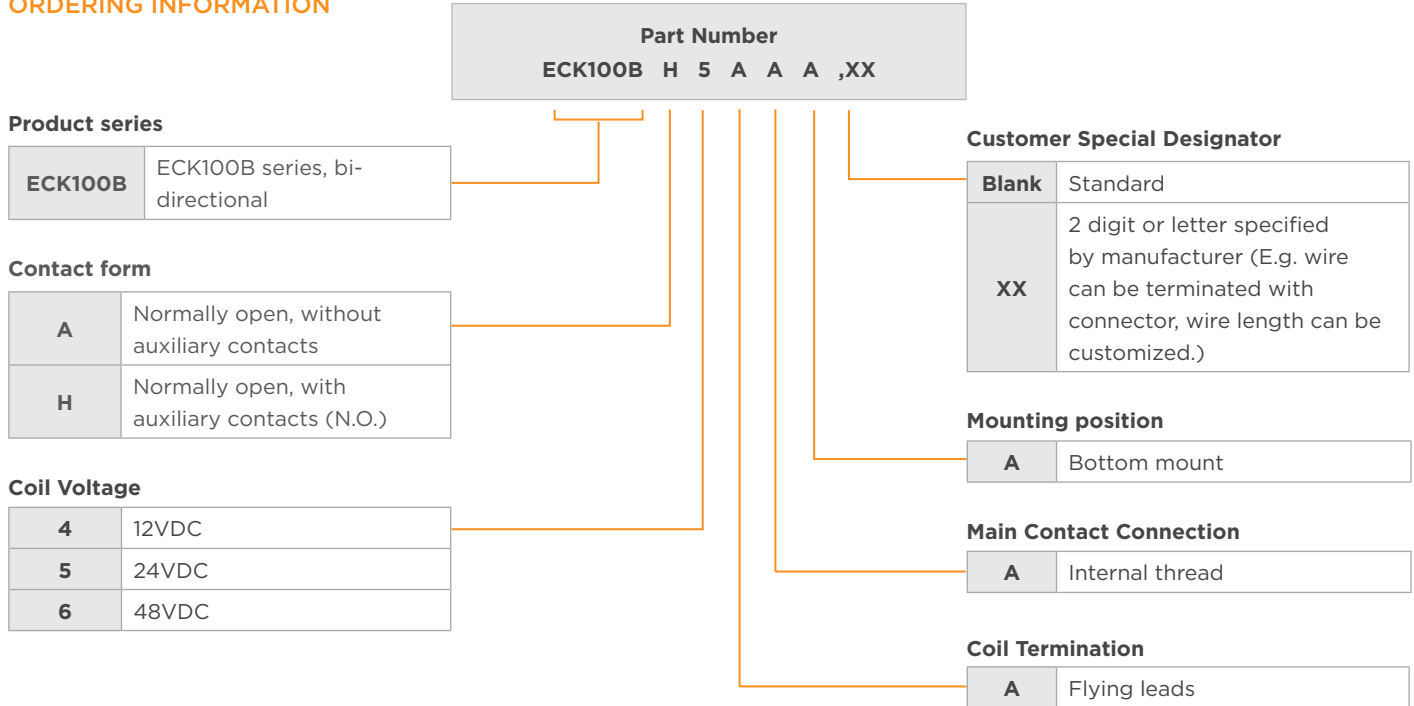 ORDERING INFORMATION
Part Number
ECK100B H 5 A A A ,XX
Product series
ECK100B
ECK100B series, bi-
directional
Contact form
A
Normally open, without
auxiliary contacts
H
Normally open, with
auxiliary contacts (N.O.)
Coil Voltage
4 12VDC
5 24VDC
6 48VDC
Customer Special Designator
Blank Standard
XX
2 digit or letter specified
by manufacturer (E.g. wire
can be terminated with
connector, wire length can be
customized.)
Mounting position
A Bottom mount
Main Contact Connection
A Internal thread
Coil Termination
A Flying leads